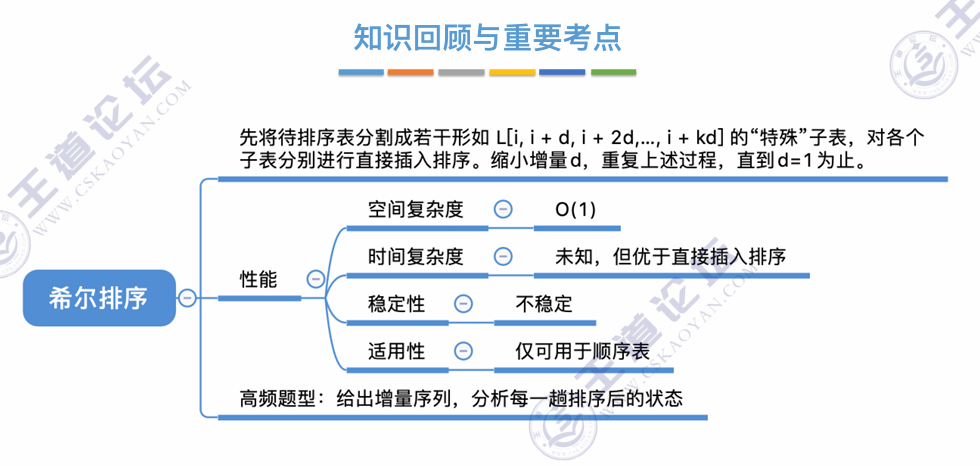 知识回顾与重要考点
先将待排序表分割成若干形如 L[i, i + d, i + 2d,…, i + kd] 的“特殊”子表，对各个
子表分别进行直接插入排序。缩小增量d，重复上述过程，直到d=1为止。
空间复杂度 O(1)
时间复杂度 未知，但优于直接插入排序
性能
希尔排序
稳定性 不稳定
适用性 仅可用于顺序表
高频题型：给出增量序列，分析每一趟排序后的状态
王道论坛
WWW.CSKAOYAN.COM
王道论坛
WWW.CSKAOYAN.COM